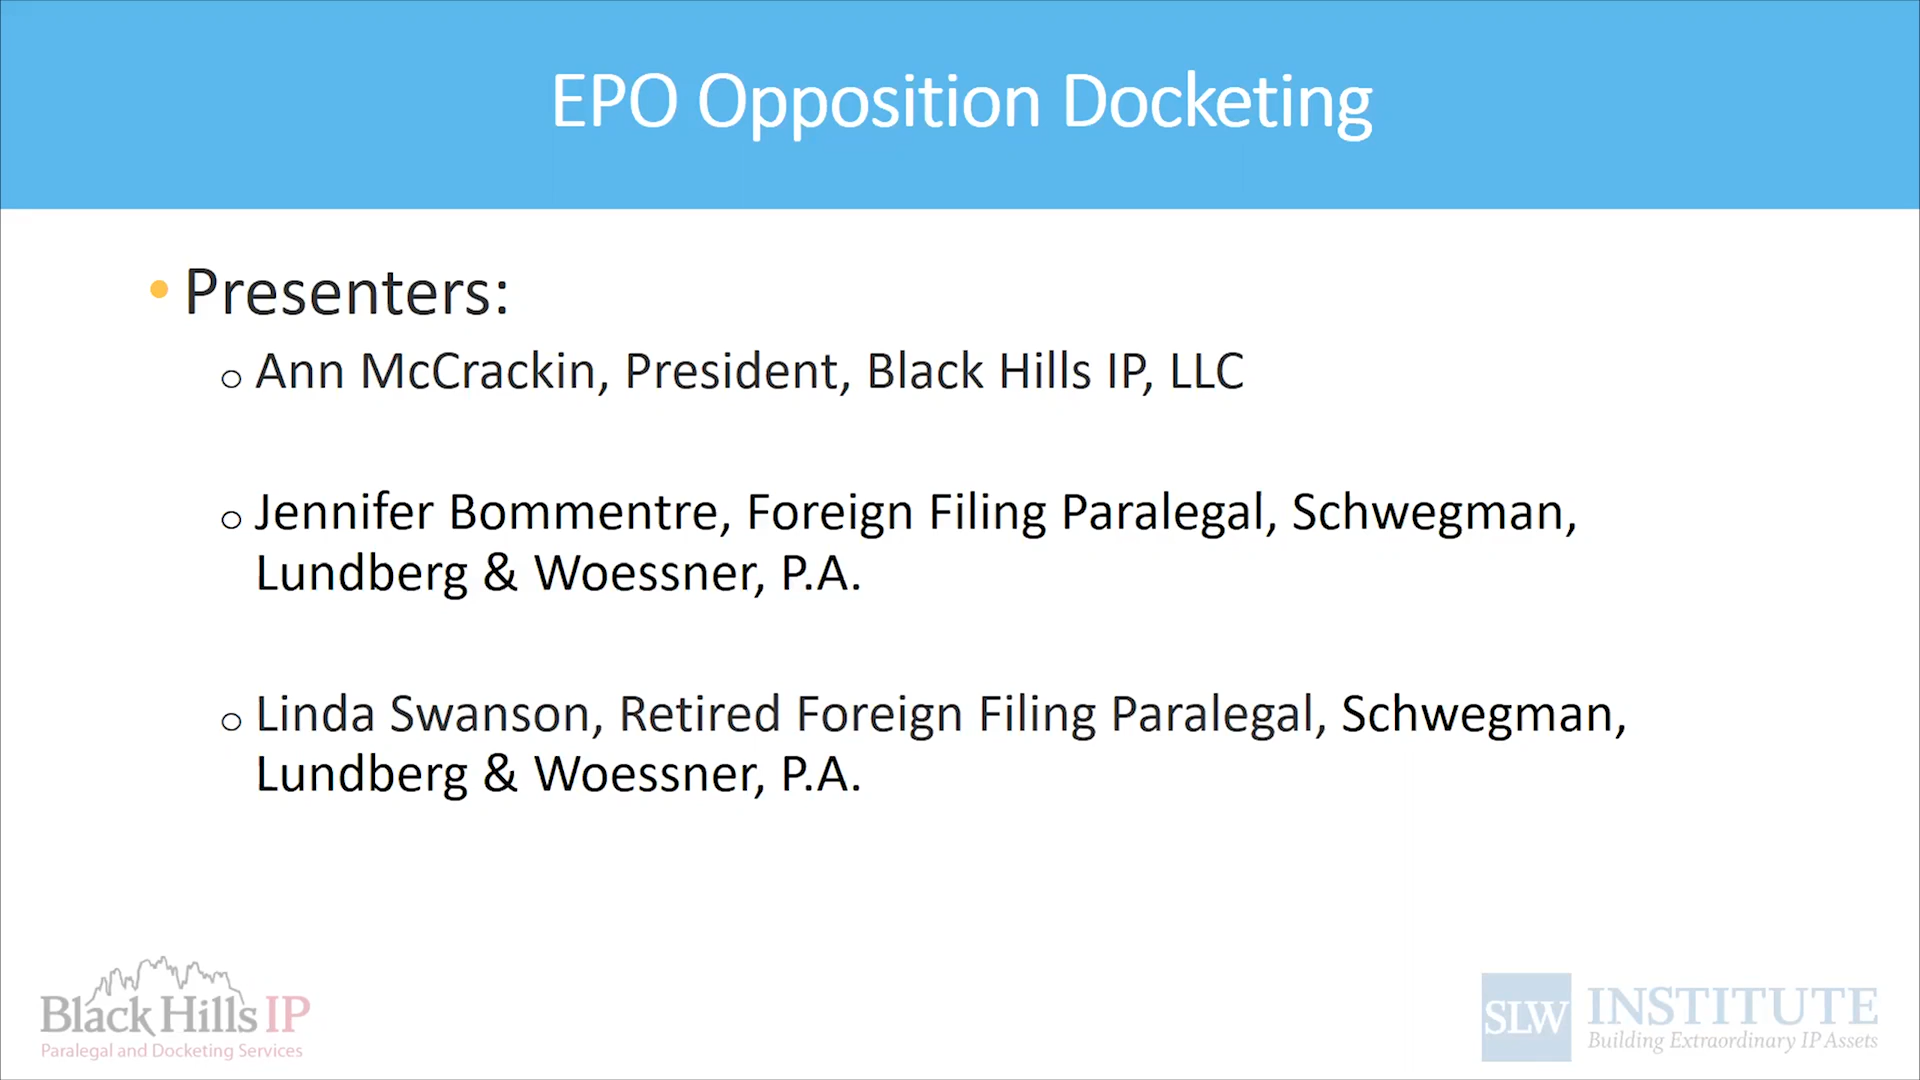 EPO Opposition Docketing
• Presenters:
o Ann McCrackin, President, Black Hills IP, LLC
o Jennifer Bommentre, Foreign Filing Paralegal, Schwegman,
Lundberg & Woessner, P.A.
o Linda Swanson, Retired Foreign Filing Paralegal, Schwegman,
Lundberg & Woessner, P.A.
Black Hills IP
Paralegal and Docketing Services
SLW INSTITUTE
Building Extraordinary IP Assets